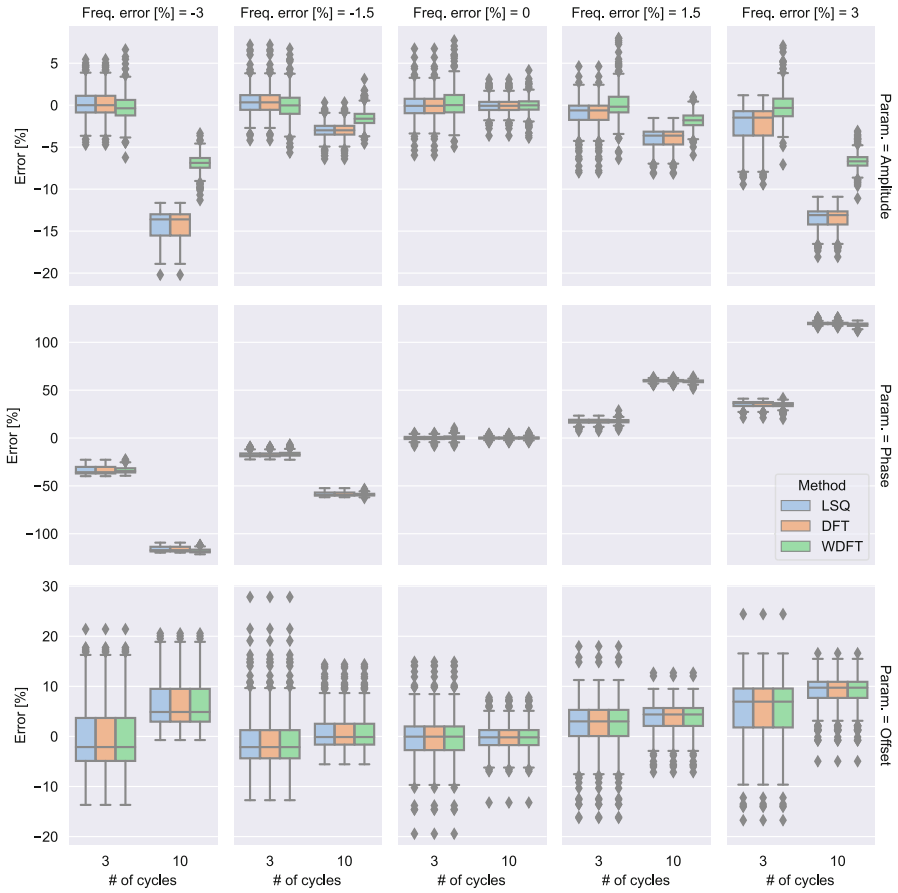 Freq. error [%] = -3
Freq. error [%] = -1.5
Freq. error [%] = 0
Freq. error [%] = 1.5
Freq. error [%] = 3
5
0
−5
−10
−15
−20
Error [%]
Param. = Amplitude
100
50
0
−50
−100
Error [%]
Param. = Phase
Method
LSQ
DFT
WDFT
30
20
10
0
−10
−20
Error [%]
Param. = Offset
3 10
3 10
3 10
3 10
3 10
# of cycles
# of cycles
# of cycles
# of cycles
# of cycles